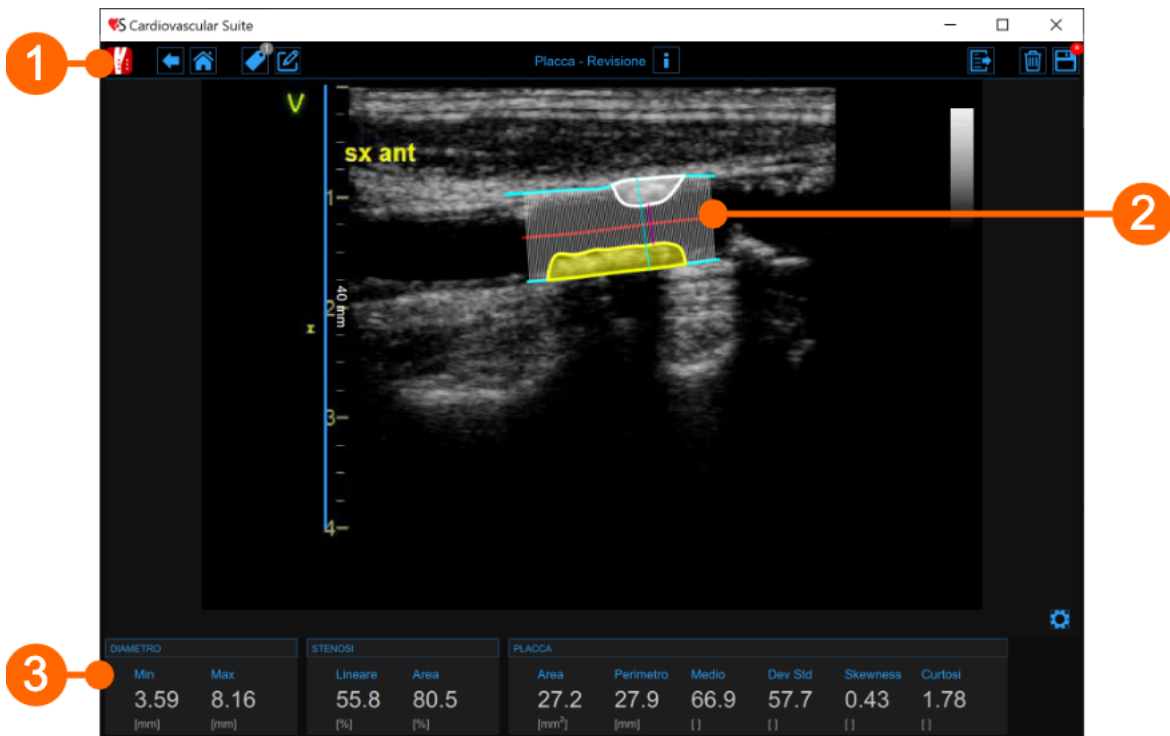 S Cardiovascular Suite
1
1
Placca - Revisione
i
*
V
sx ant
1
2
40 mm
2
3
4
3
DIAMETRO
STENOSI
PLACCA
Min Max Lineare Area Area Perimetro Medio Dev Std Skewness Curtosi
3.59 8.16 55.8 80.5 27.2 27.9 66.9 57.7 0.43 1.78
[mm] [mm] [%] [%] [mm²] [mm] [ ] [ ] [ ] [ ]